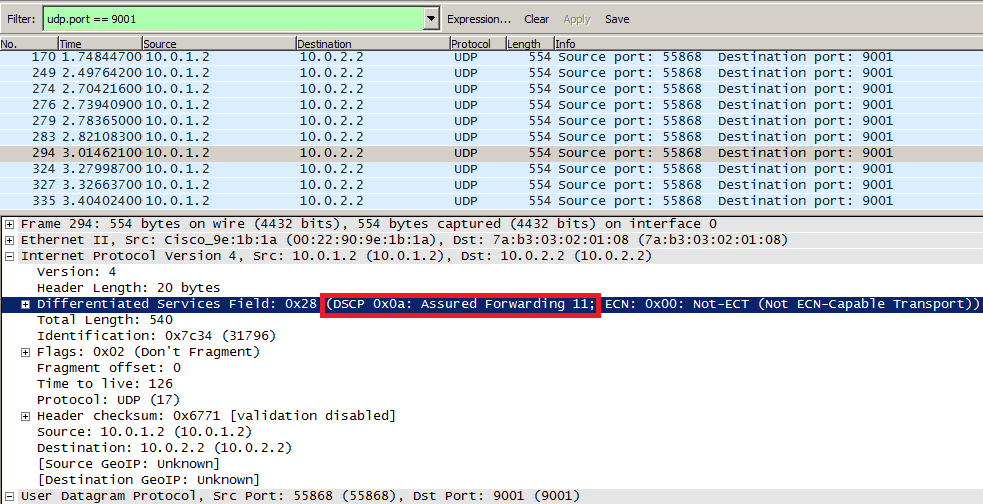 Filter: udp.port == 9001 Expression... Clear Apply Save
No. Time Source Destination Protocol Length Info
170 1.74844700 10.0.1.2 10.0.2.2 UDP 554 Source port: 55868 Destination port: 9001
249 2.49764200 10.0.1.2 10.0.2.2 UDP 554 Source port: 55868 Destination port: 9001
274 2.70421600 10.0.1.2 10.0.2.2 UDP 554 Source port: 55868 Destination port: 9001
276 2.73940900 10.0.1.2 10.0.2.2 UDP 554 Source port: 55868 Destination port: 9001
279 2.78365000 10.0.1.2 10.0.2.2 UDP 554 Source port: 55868 Destination port: 9001
283 2.82108300 10.0.1.2 10.0.2.2 UDP 554 Source port: 55868 Destination port: 9001
294 3.01462100 10.0.1.2 10.0.2.2 UDP 554 Source port: 55868 Destination port: 9001
324 3.27998700 10.0.1.2 10.0.2.2 UDP 554 Source port: 55868 Destination port: 9001
327 3.32663700 10.0.1.2 10.0.2.2 UDP 554 Source port: 55868 Destination port: 9001
335 3.40402400 10.0.1.2 10.0.2.2 UDP 554 Source port: 55868 Destination port: 9001
Frame 294: 554 bytes on wire (4432 bits), 554 bytes captured (4432 bits) on interface 0
Ethernet II, Src: Cisco_9e:1b:1a (00:22:90:9e:1b:1a), Dst: 7a:b3:03:02:01:08 (7a:b3:03:02:01:08)
Internet Protocol Version 4, Src: 10.0.1.2 (10.0.1.2), Dst: 10.0.2.2 (10.0.2.2)
Version: 4
Header Length: 20 bytes
Differentiated Services Field: 0x28 (DSCP 0x0a: Assured Forwarding 11; ECN: 0x00: Not-ECT (Not ECN-Capable Transport))
Total Length: 540
Identification: 0x7c34 (31796)
Flags: 0x02 (Don't Fragment)
Fragment offset: 0
Time to live: 126
Protocol: UDP (17)
Header checksum: 0x6771 [validation disabled]
Source: 10.0.1.2 (10.0.1.2)
Destination: 10.0.2.2 (10.0.2.2)
[Source GeoIP: Unknown]
[Destination GeoIP: Unknown]
User Datagram Protocol, Src Port: 55868 (55868), Dst Port: 9001 (9001)